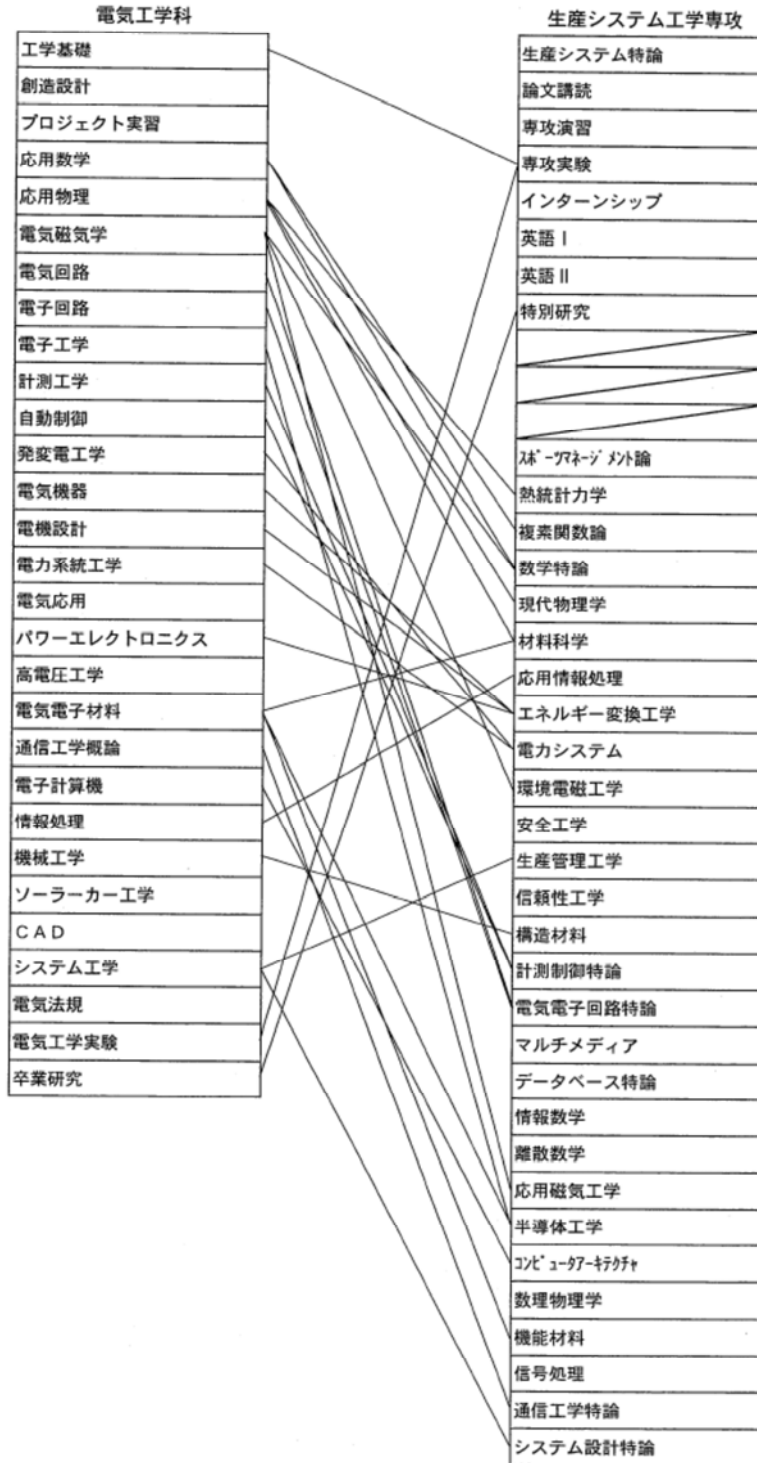 電気工学科
工学基礎
創造設計
プロジェクト実習
応用数学
応用物理
電気磁気学
電気回路
電子回路
電子工学
計測工学
自動制御
発変電工学
電気機器
電機設計
電力系統工学
電気応用
パワーエレクトロニクス
高電圧工学
電気電子材料
通信工学概論
電子計算機
情報処理
機械工学
ソーラーカー工学
CAD
システム工学
電気法規
電気工学実験
卒業研究
生産システム工学専攻
生産システム特論
論文講読
専攻演習
専攻実験
インターンシップ
英語Ⅰ
英語Ⅱ
特別研究
ｽﾎﾟｰﾂﾏﾈｰｼﾞﾒﾝﾄ論
熱統計力学
複素関数論
数学特論
現代物理学
材料科学
応用情報処理
エネルギー変換工学
電力システム
環境電磁工学
安全工学
生産管理工学
信頼性工学
構造材料
計測制御特論
電気電子回路特論
マルチメディア
データベース特論
情報数学
離散数学
応用磁気工学
半導体工学
ｺﾝﾋﾟｭｰﾀｱｰｷﾃｸﾁｬ
数理物理学
機能材料
信号処理
通信工学特論
システム設計特論